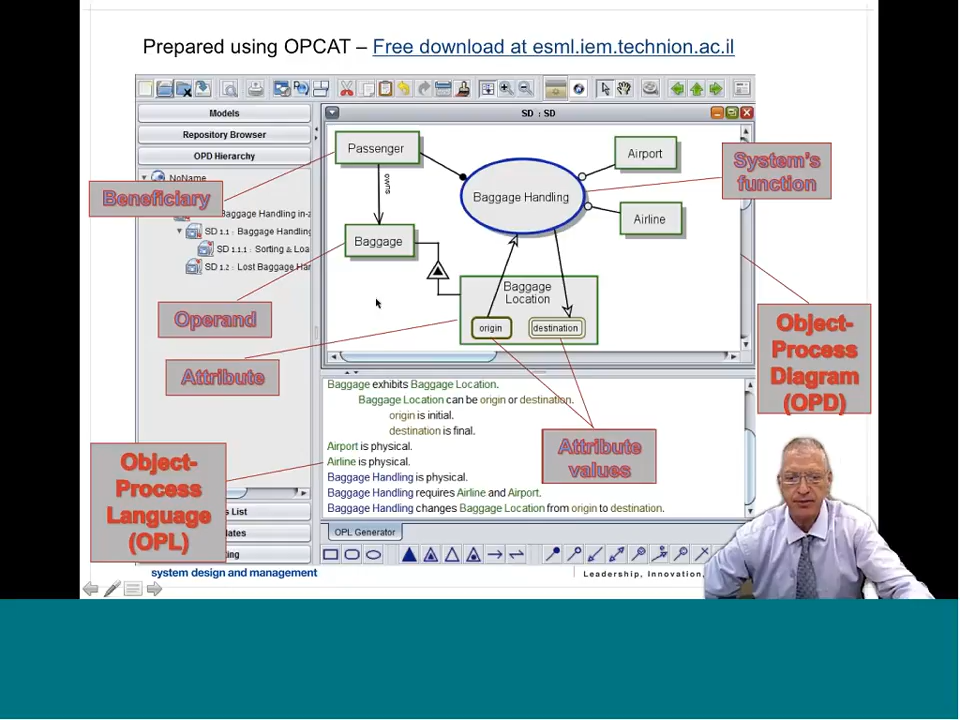 Prepared using OPCAT – Free download at esml.iem.technion.ac.il
Models
Repository Browser
OPD Hierarchy
NoName
Baggage Handling in-z
SD 1.1 : Baggage Handling
SD 1.1.1 : Sorting & Loa
SD 1.2 : Lost Baggage Han
SD : SD
Passenger
owns
Baggage
Baggage Handling
Airport
Airline
Baggage
Location
origin
destination
Beneficiary
Operand
Attribute
System's
function
Object-
Process
Diagram
(OPD)
Attribute
values
Object-
Process
Language
(OPL)
Baggage exhibits Baggage Location.
Baggage Location can be origin or destination.
origin is initial.
destination is final.
Airport is physical.
Airline is physical.
Baggage Handling is physical.
Baggage Handling requires Airline and Airport.
Baggage Handling changes Baggage Location from origin to destination.
s List
lates
ting
OPL Generator
system design and management
Leadership, Innovation,